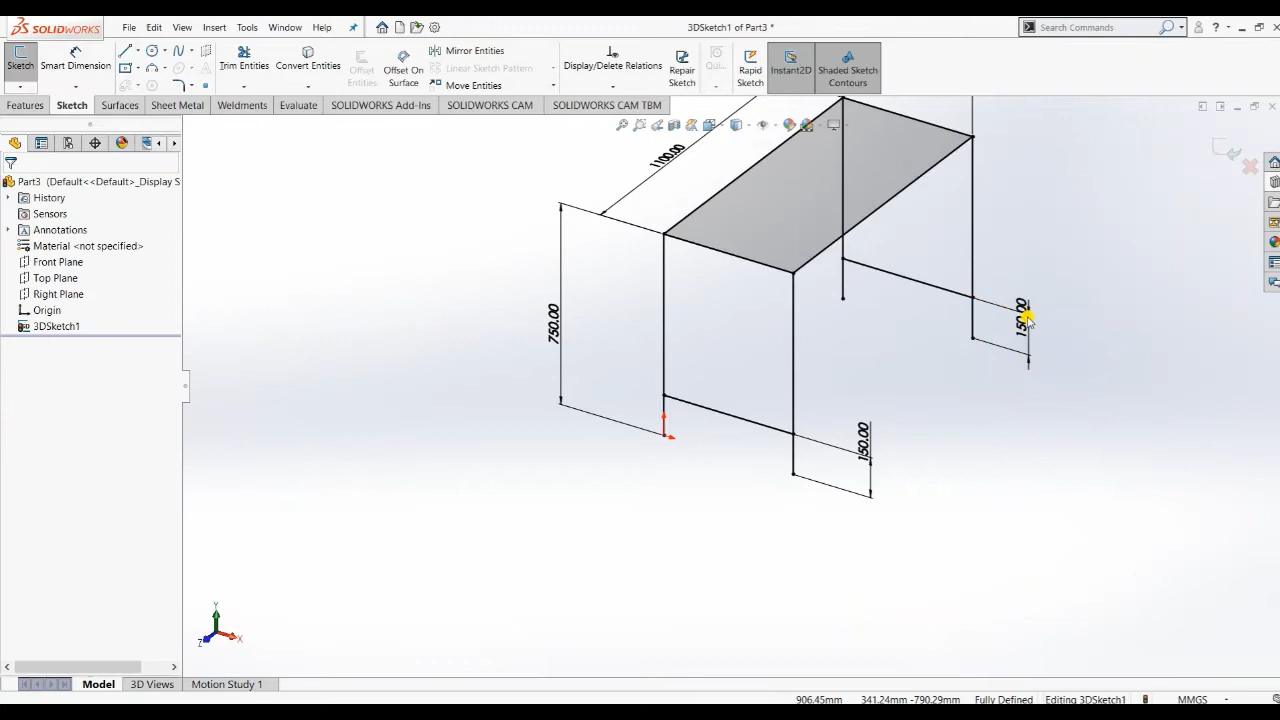 SOLIDWORKS File Edit View Insert Tools Window Help 3DSketch1 of Part3 * Search Commands ?
Sketch Smart Dimension Trim Entities Convert Entities Offset Entities Offset On Surface Mirror Entities Linear Sketch Pattern Move Entities Display/Delete Relations Qui... Repair Sketch Rapid Sketch Instant2D Shaded Sketch Contours
Features Sketch Surfaces Sheet Metal Weldments Evaluate SOLIDWORKS Add-Ins SOLIDWORKS CAM SOLIDWORKS CAM TBM
Part3 (Default<<Default>_Display S
History
Sensors
Annotations
Material <not specified>
Front Plane
Top Plane
Right Plane
Origin
3DSketch1
1100.00
750.00
150.00
150.00
Y
Z X
Model 3D Views Motion Study 1
906.45mm 341.24mm -790.29mm Fully Defined Editing 3DSketch1 MMGS -